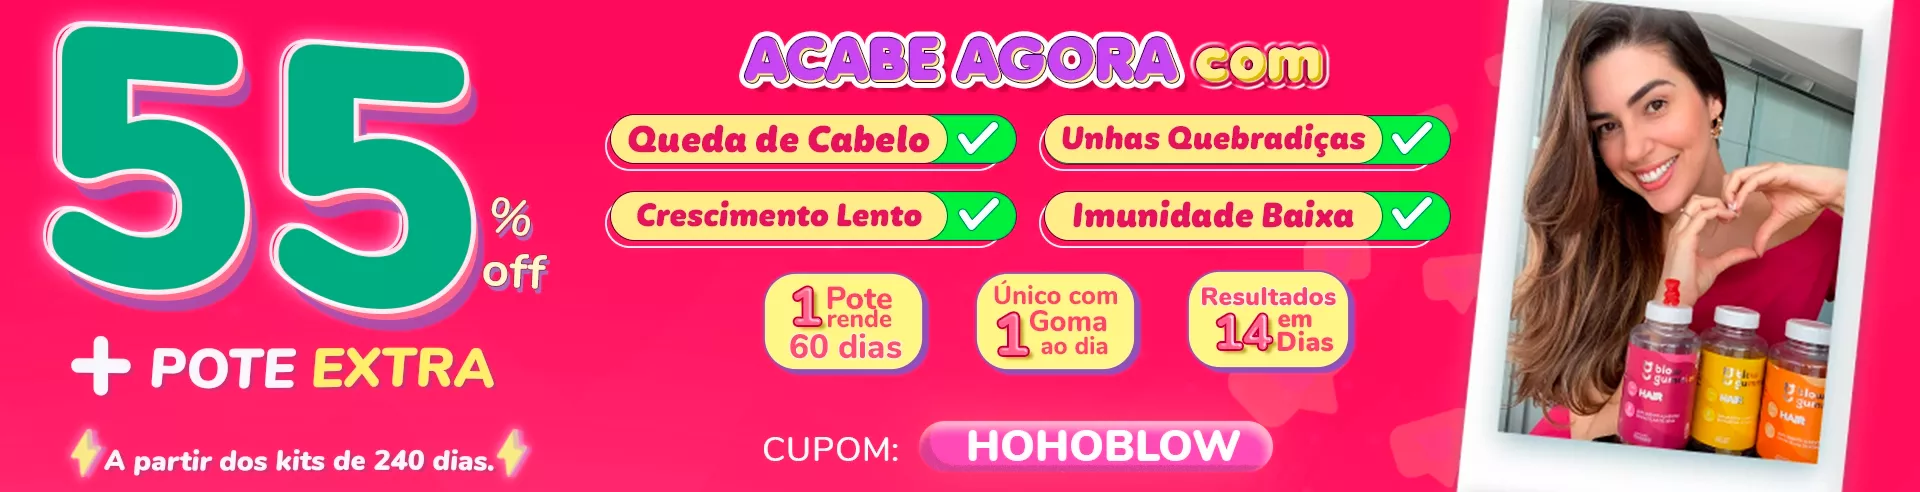 55
%
off
+ POTE EXTRA
A partir dos kits de 240 dias.
ACABE AGORA com
Queda de Cabelo
Unhas Quebradiças
Crescimento Lento
Imunidade Baixa
1 Pote
rende
60 dias
Único com
1 Goma
ao dia
Resultados
14 em
Dias
CUPOM: HOHOBLOW
HAIR
HAIR
HAIR